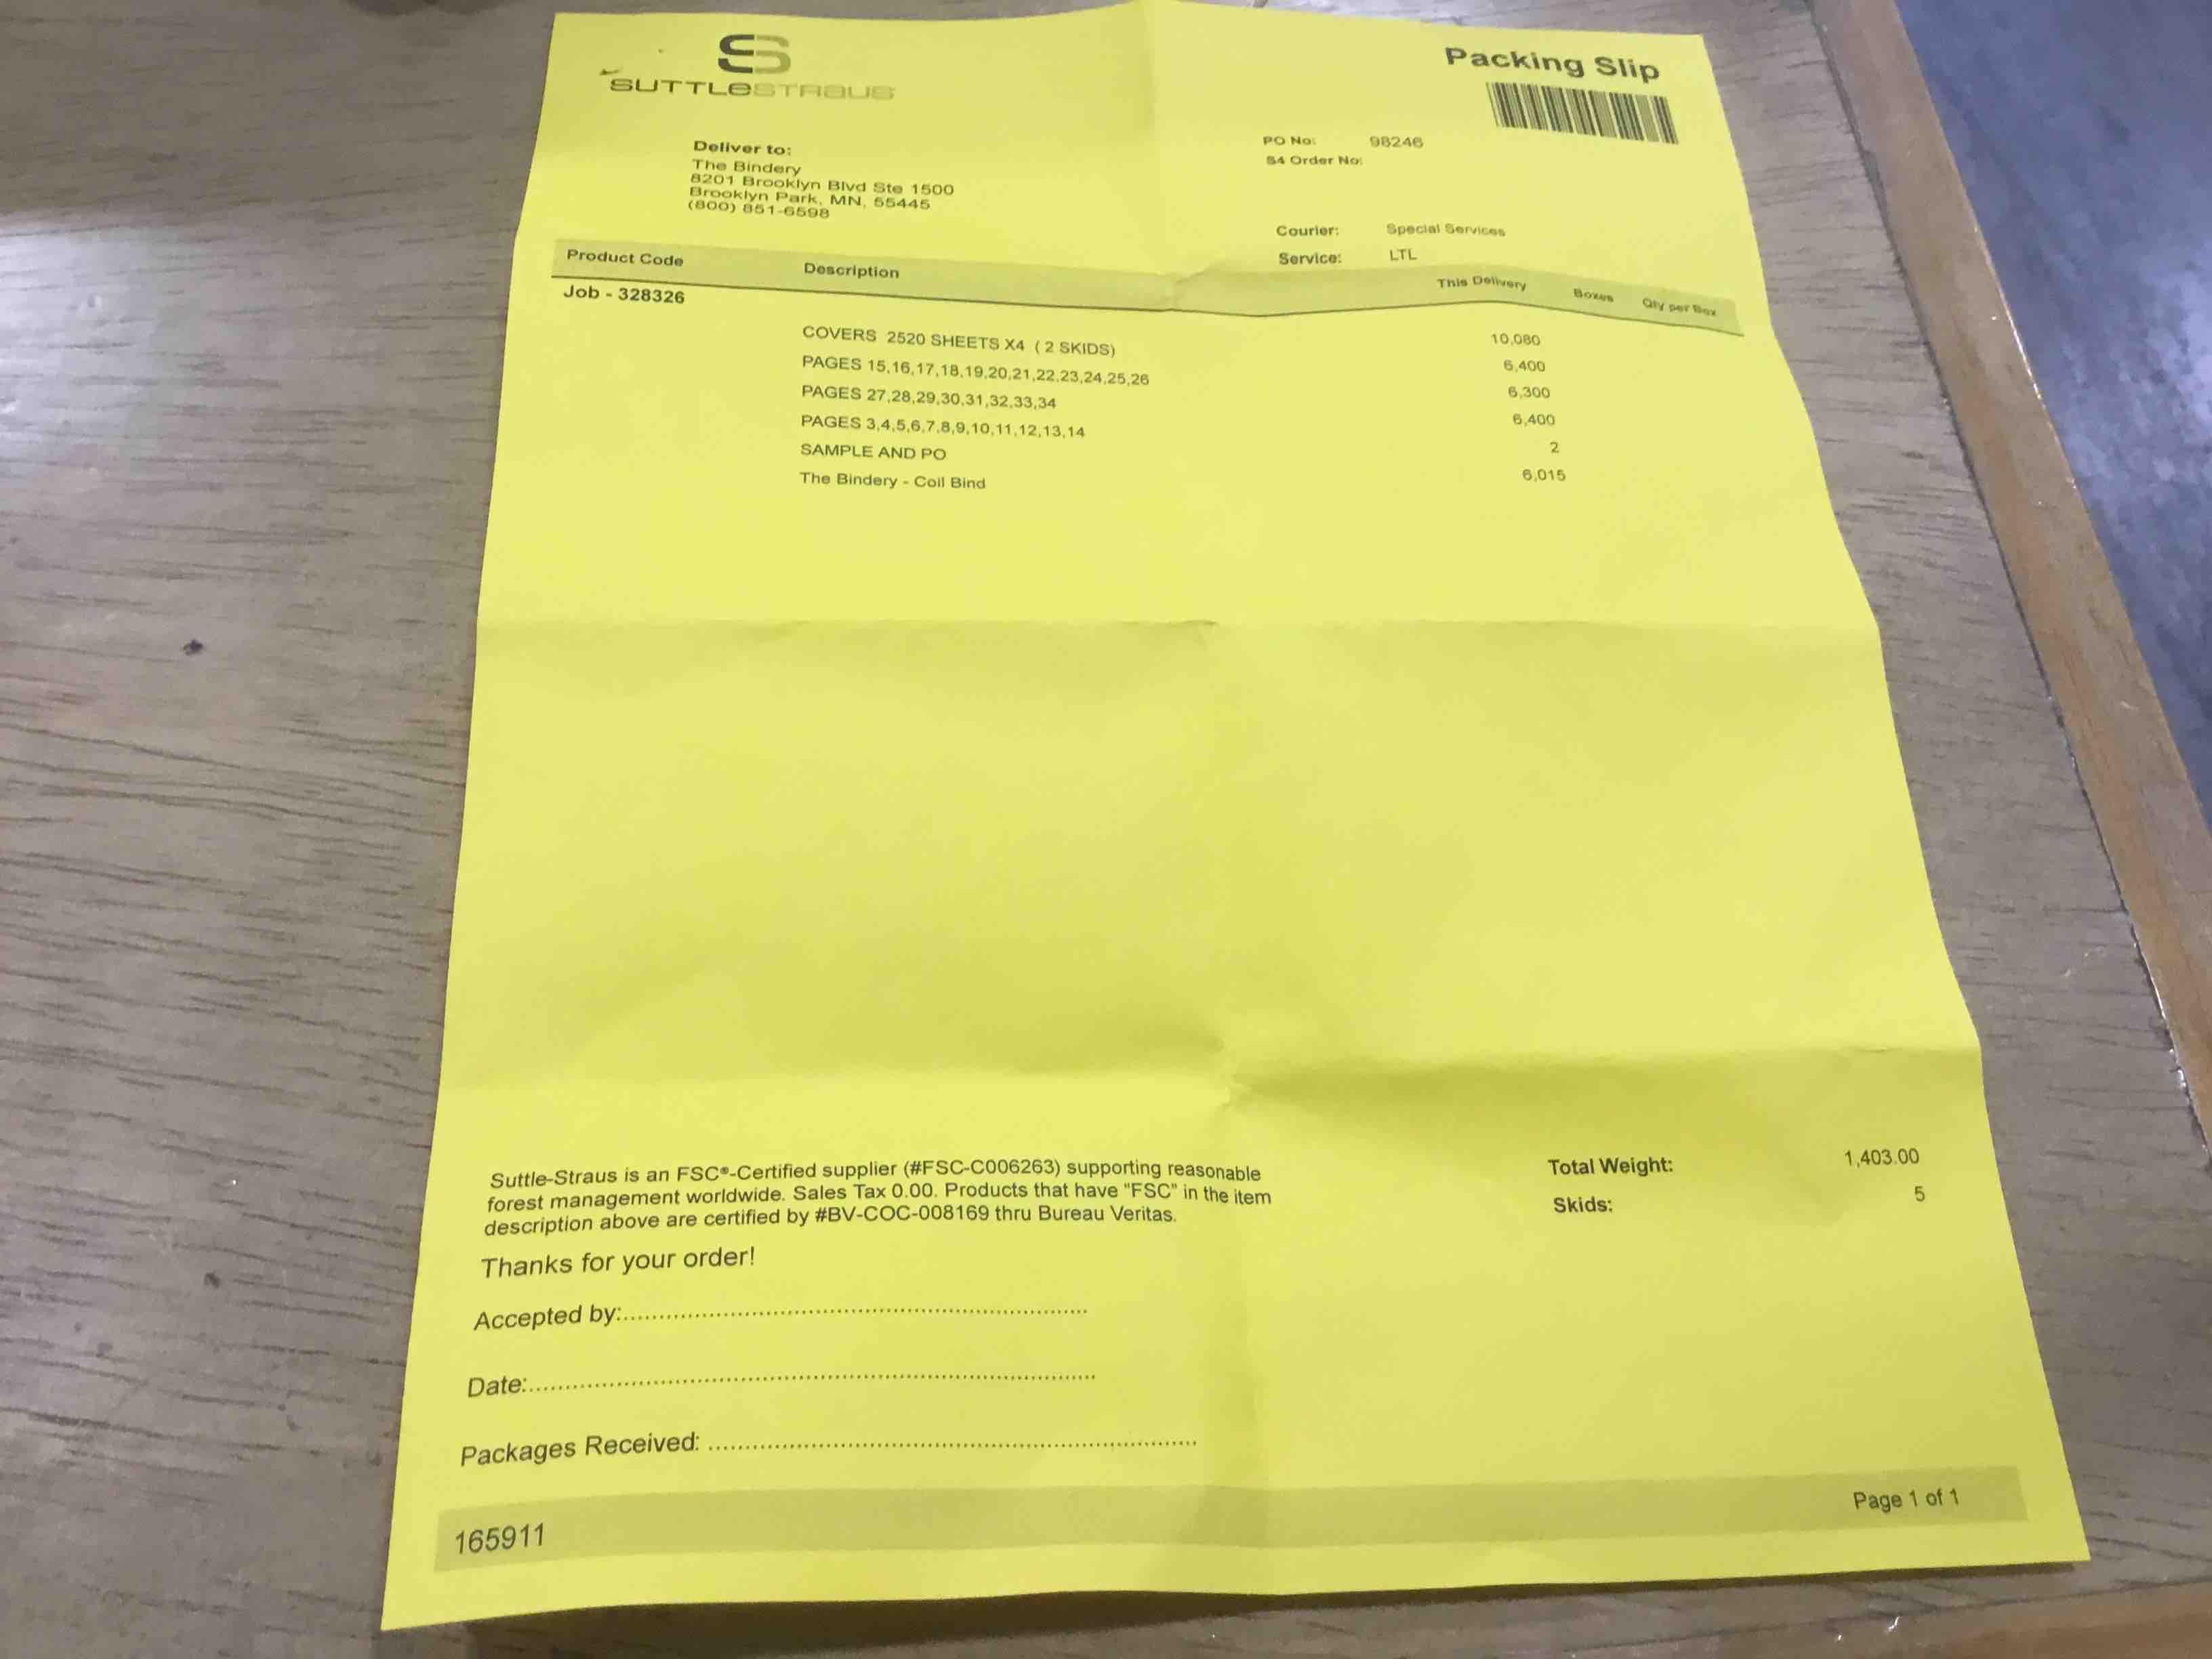 SUTTLESTRAUS
Packing Slip
Deliver to:
The Bindery
8201 Brooklyn Blvd Ste 1500
Brooklyn Park, MN, 55445
(800) 851-6598
PO No: 98246
S4 Order No:
Courier: Special Services
Service: LTL
Product Code Description This Delivery Boxes Qty per Box
Job - 328326
COVERS 2520 SHEETS X4 ( 2 SKIDS) 10,080
PAGES 15,16,17,18,19,20,21,22,23,24,25,26 6,400
PAGES 27,28,29,30,31,32,33,34 6,300
PAGES 3,4,5,6,7,8,9,10,11,12,13,14 6,400
SAMPLE AND PO 2
The Bindery - Coil Bind 6,015
Suttle-Straus is an FSC®-Certified supplier (#FSC-C006263) supporting reasonable
forest management worldwide. Sales Tax 0.00. Products that have "FSC" in the item
description above are certified by #BV-COC-008169 thru Bureau Veritas.
Total Weight: 1,403.00
Skids: 5
Thanks for your order!
Accepted by:
Date:
Packages Received:
165911
Page 1 of 1